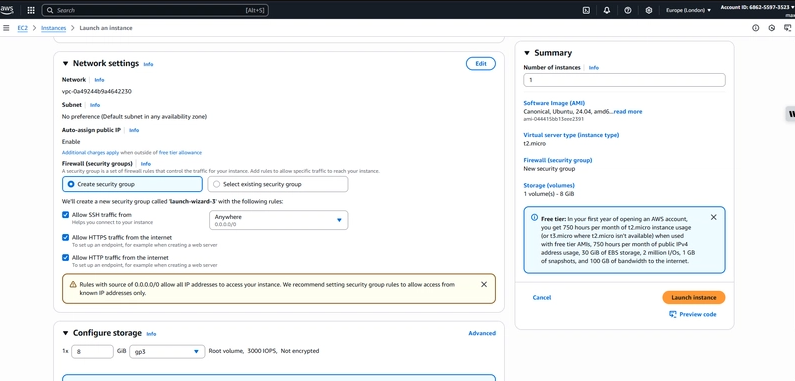 aws
Search
[Alt+S]
Europe (London)
Account ID: 6862-5597-3523
EC2 > Instances > Launch an instance
Network settings Info
Edit
Network Info
vpc-0a49244b9a4642230
Subnet Info
No preference (Default subnet in any availability zone)
Auto-assign public IP Info
Enable
Additional charges apply when outside of free tier allowance
Firewall (security groups) Info
A security group is a set of firewall rules that control the traffic for your instance. Add rules to allow specific traffic to reach your instance.
Create security group
Select existing security group
We'll create a new security group called 'launch-wizard-3' with the following rules:
Allow SSH traffic from
Helps you connect to your instance
Anywhere
0.0.0.0/0
Allow HTTPS traffic from the internet
To set up an endpoint, for example when creating a web server
Allow HTTP traffic from the internet
To set up an endpoint, for example when creating a web server
Rules with source of 0.0.0.0/0 allow all IP addresses to access your instance. We recommend setting security group rules to allow access from
known IP addresses only.
Configure storage Info
Advanced
1x 8 GiB gp3 Root volume, 3000 IOPS, Not encrypted
Summary
Number of instances Info
1
Software Image (AMI)
Canonical, Ubuntu, 24.04, amd6...read more
ami-044415bb13eee2391
Virtual server type (instance type)
t2.micro
Firewall (security group)
New security group
Storage (volumes)
1 volume(s) - 8 GiB
Free tier: In your first year of opening an AWS account,
you get 750 hours per month of t2.micro instance usage
(or t3.micro where t2.micro isn't available) when used
with free tier AMIs, 750 hours per month of public IPv4
address usage, 30 GiB of EBS storage, 2 million I/Os, 1 GB
of snapshots, and 100 GB of bandwidth to the internet.
Cancel
Launch instance
Preview code